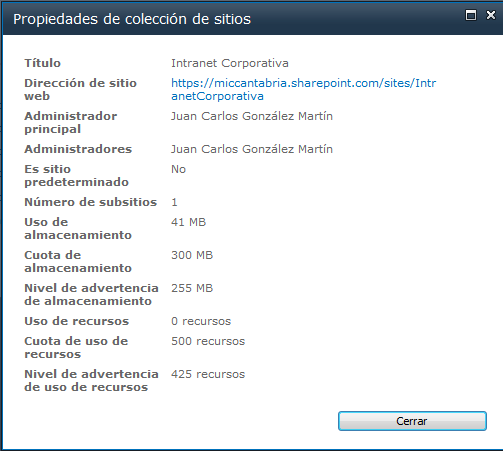 Propiedades de colección de sitios
Título Intranet Corporativa
Dirección de sitio https://miccantabria.sharepoint.com/sites/Intr
web anetCorporativa
Administrador Juan Carlos González Martín
principal
Administradores Juan Carlos González Martín
Es sitio No
predeterminado
Número de subsitios 1
Uso de 41 MB
almacenamiento
Cuota de 300 MB
almacenamiento
Nivel de advertencia 255 MB
de almacenamiento
Uso de recursos 0 recursos
Cuota de uso de 500 recursos
recursos
Nivel de advertencia 425 recursos
de uso de recursos
Cerrar